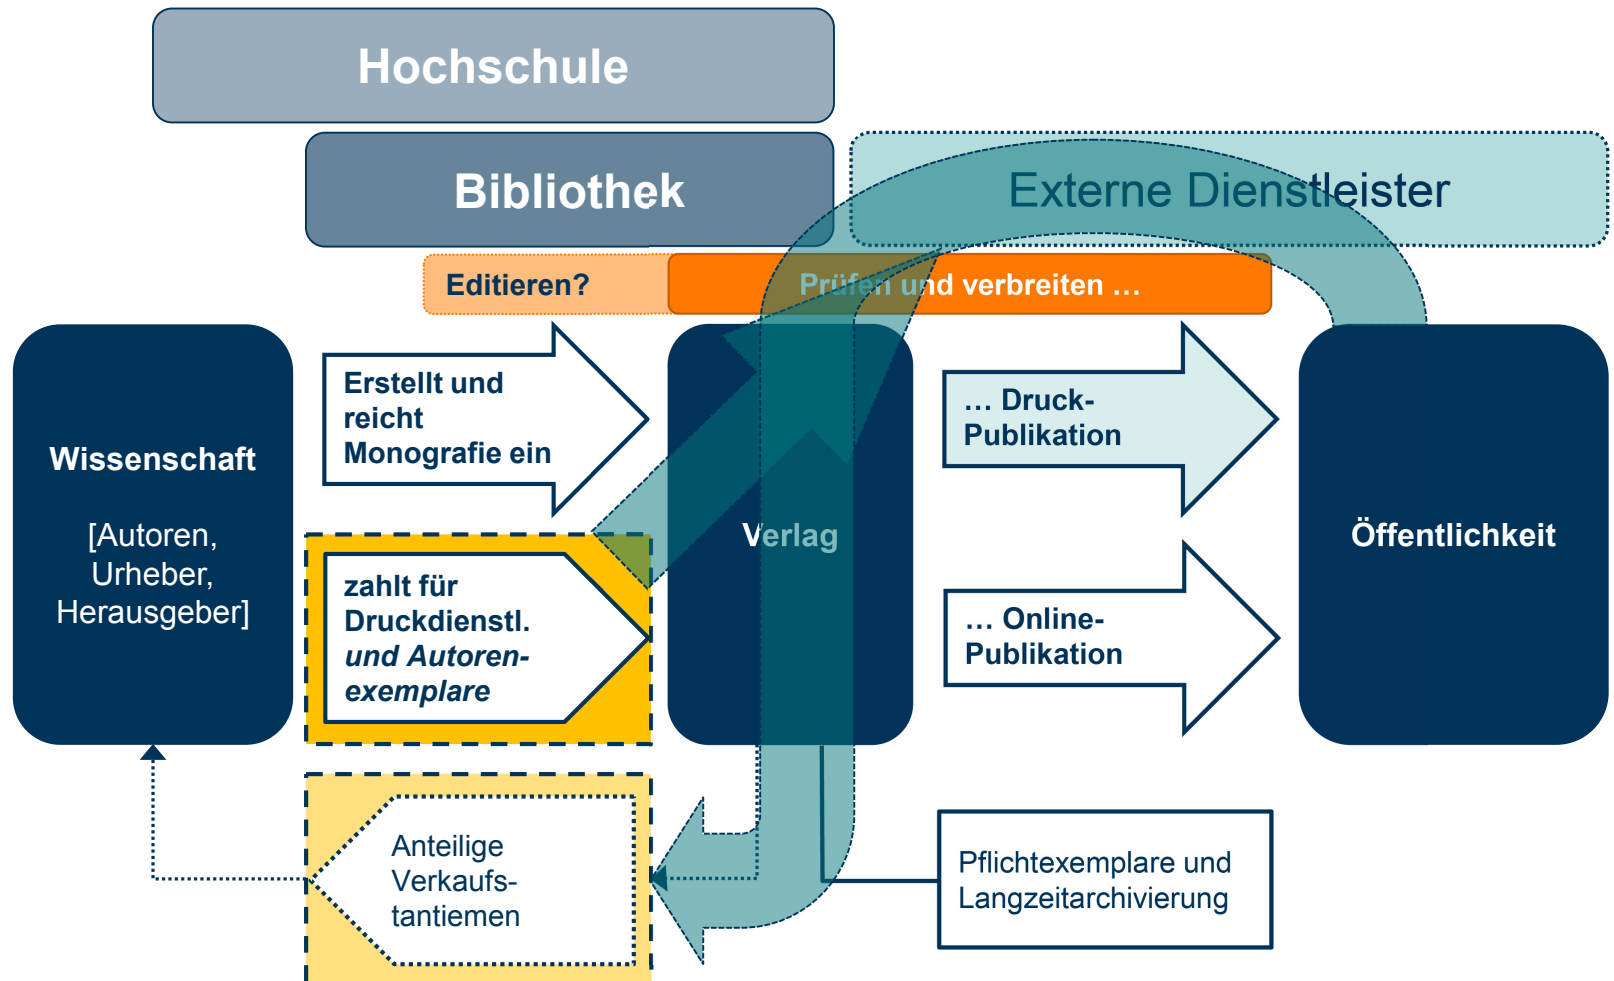 Hochschule
Bibliothek
Externe Dienstleister
Editieren?
Prüfen und verbreiten …
Wissenschaft
[Autoren,
Urheber,
Herausgeber]
Erstellt und
reicht
Monografie ein
zahlt für
Druckdienstl.
und Autoren-
exemplare
Verlag
… Druck-
Publikation
… Online-
Publikation
Öffentlichkeit
Anteilige
Verkaufs-
tantiemen
Pflichtexemplare und
Langzeitarchivierung